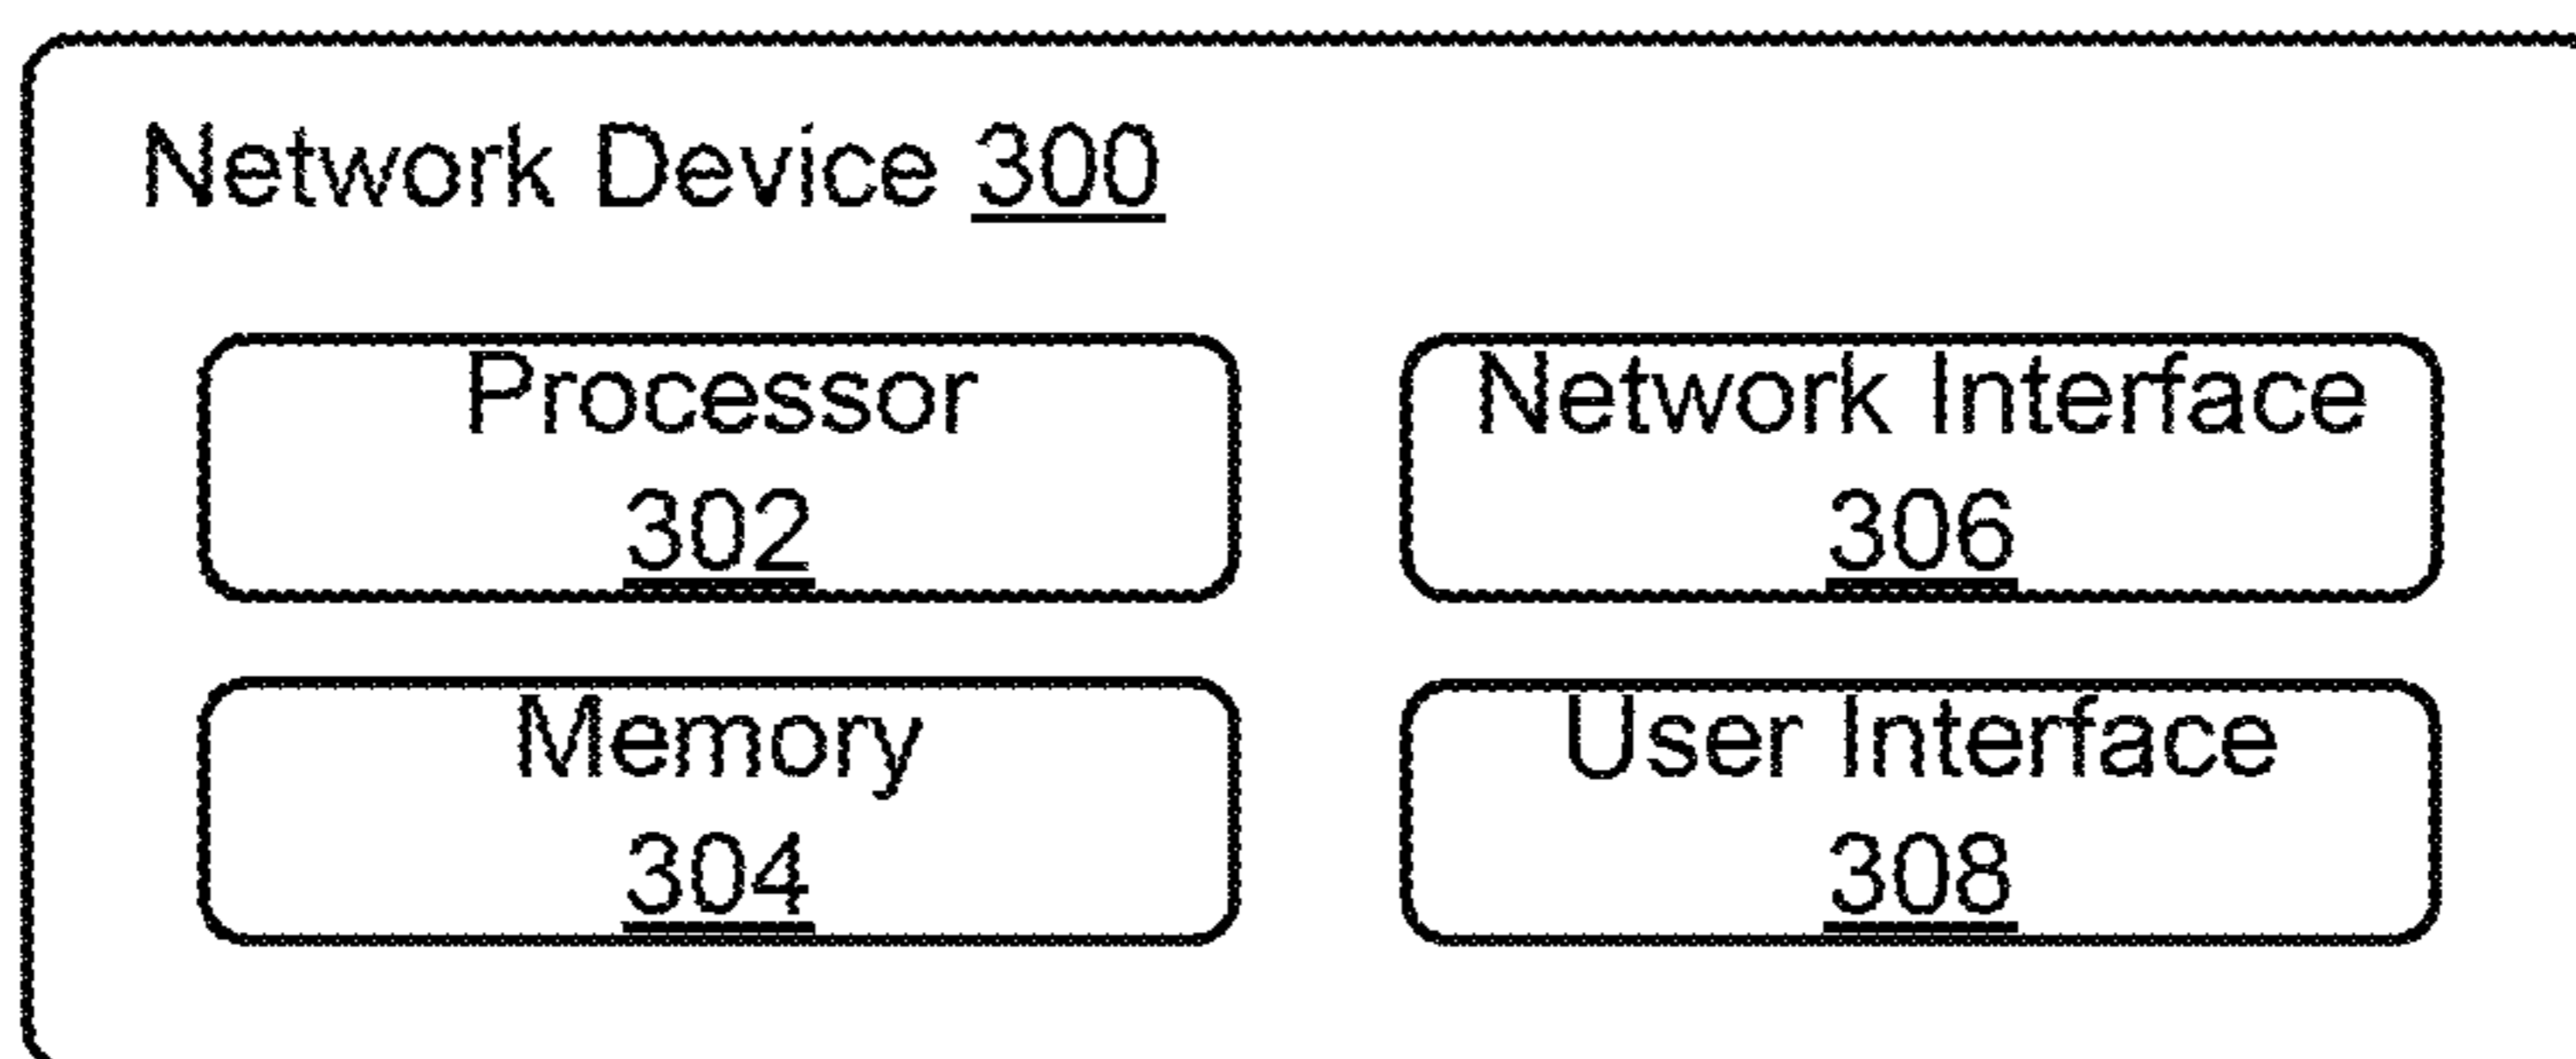 Network Device 300
Processor
302
Network Interface
306
Memory
304
User Interface
308